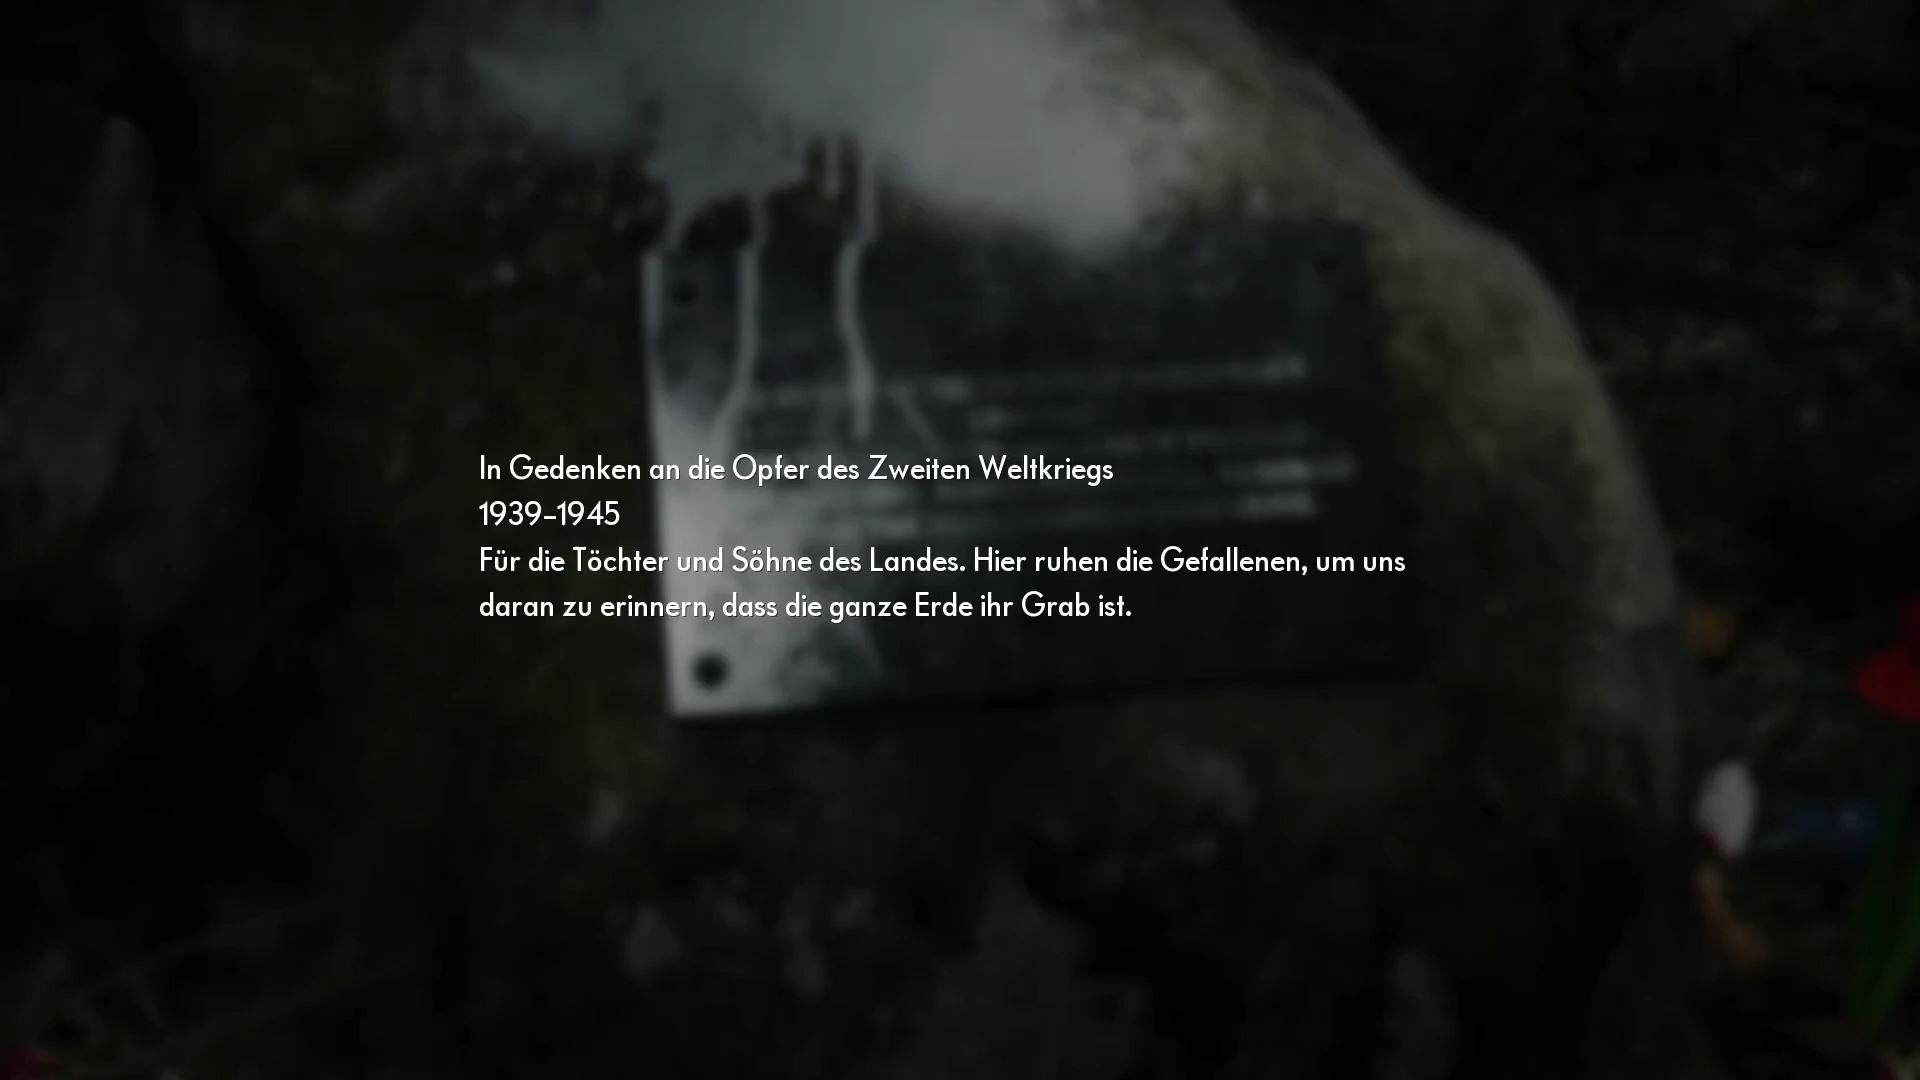 In Gedenken an die Opfer des Zweiten Weltkriegs
1939–1945
Für die Töchter und Söhne des Landes. Hier ruhen die Gefallenen, um uns
daran zu erinnern, dass die ganze Erde ihr Grab ist.